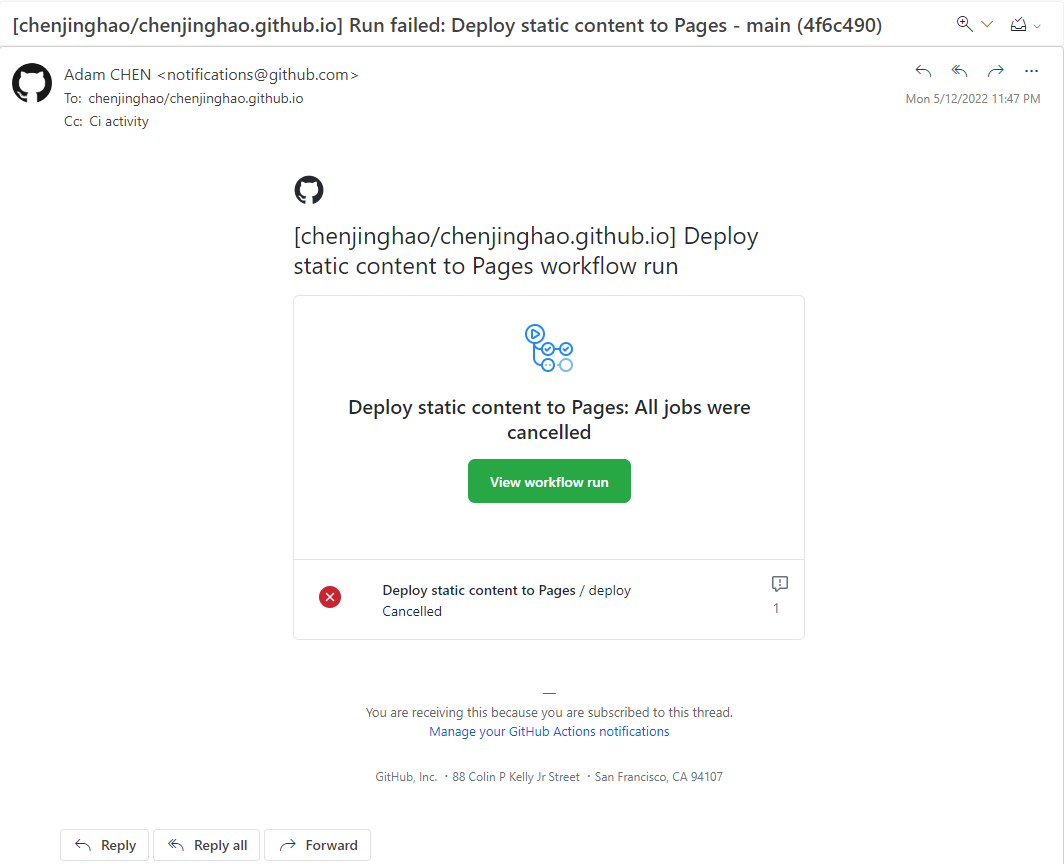 [chenjinghao/chenjinghao.github.io] Run failed: Deploy static content to Pages - main (4f6c490)
Adam CHEN <notifications@github.com>
To: chenjinghao/chenjinghao.github.io
Mon 5/12/2022 11:47 PM
Cc: Ci activity
[chenjinghao/chenjinghao.github.io] Deploy
static content to Pages workflow run
Deploy static content to Pages: All jobs were
cancelled
View workflow run
Deploy static content to Pages / deploy
Cancelled
1
—
You are receiving this because you are subscribed to this thread.
Manage your GitHub Actions notifications
GitHub, Inc. ・88 Colin P Kelly Jr Street ・San Francisco, CA 94107
Reply
Reply all
Forward